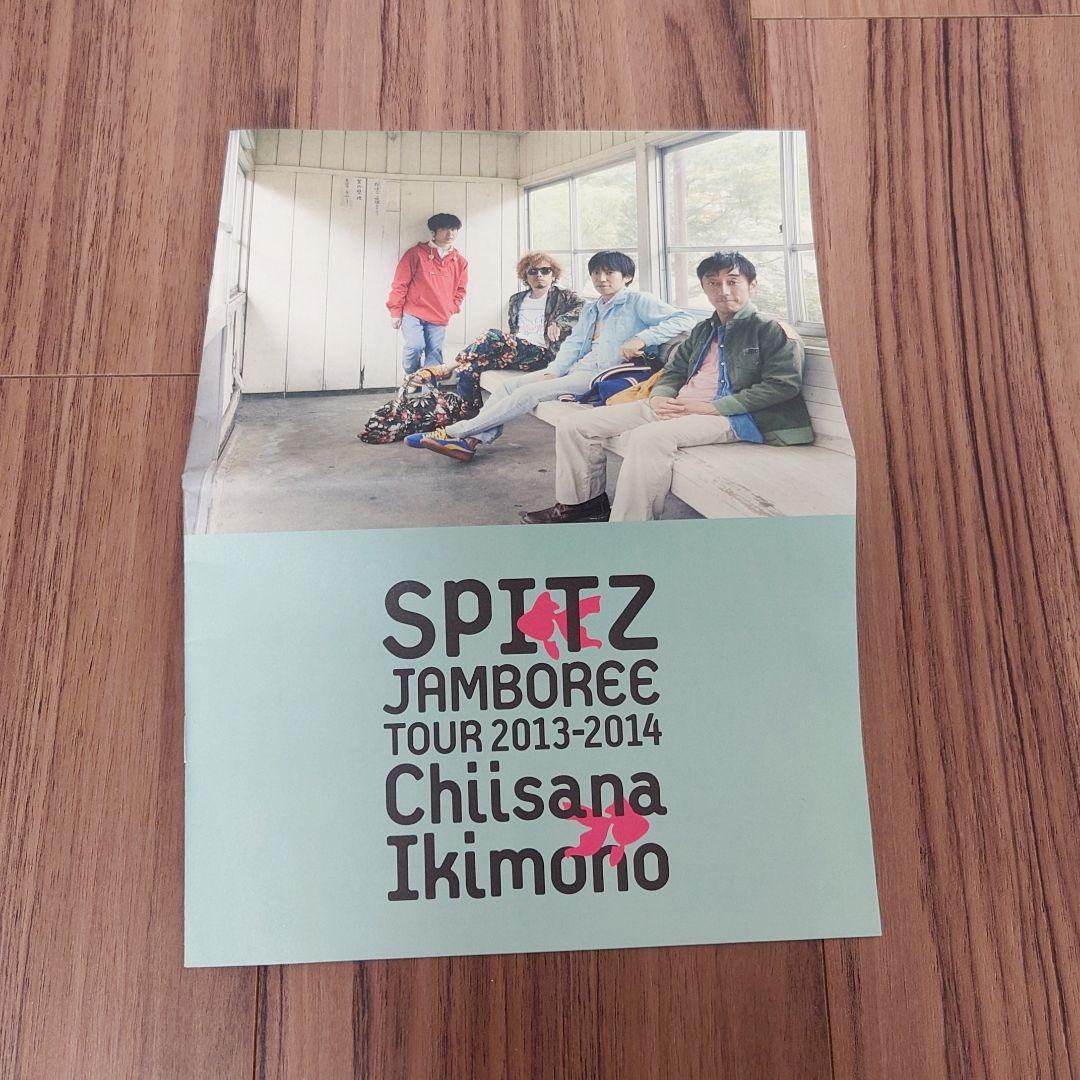 SPITZ
JAMBOREE
TOUR 2013-2014
Chiisana
Ikimono